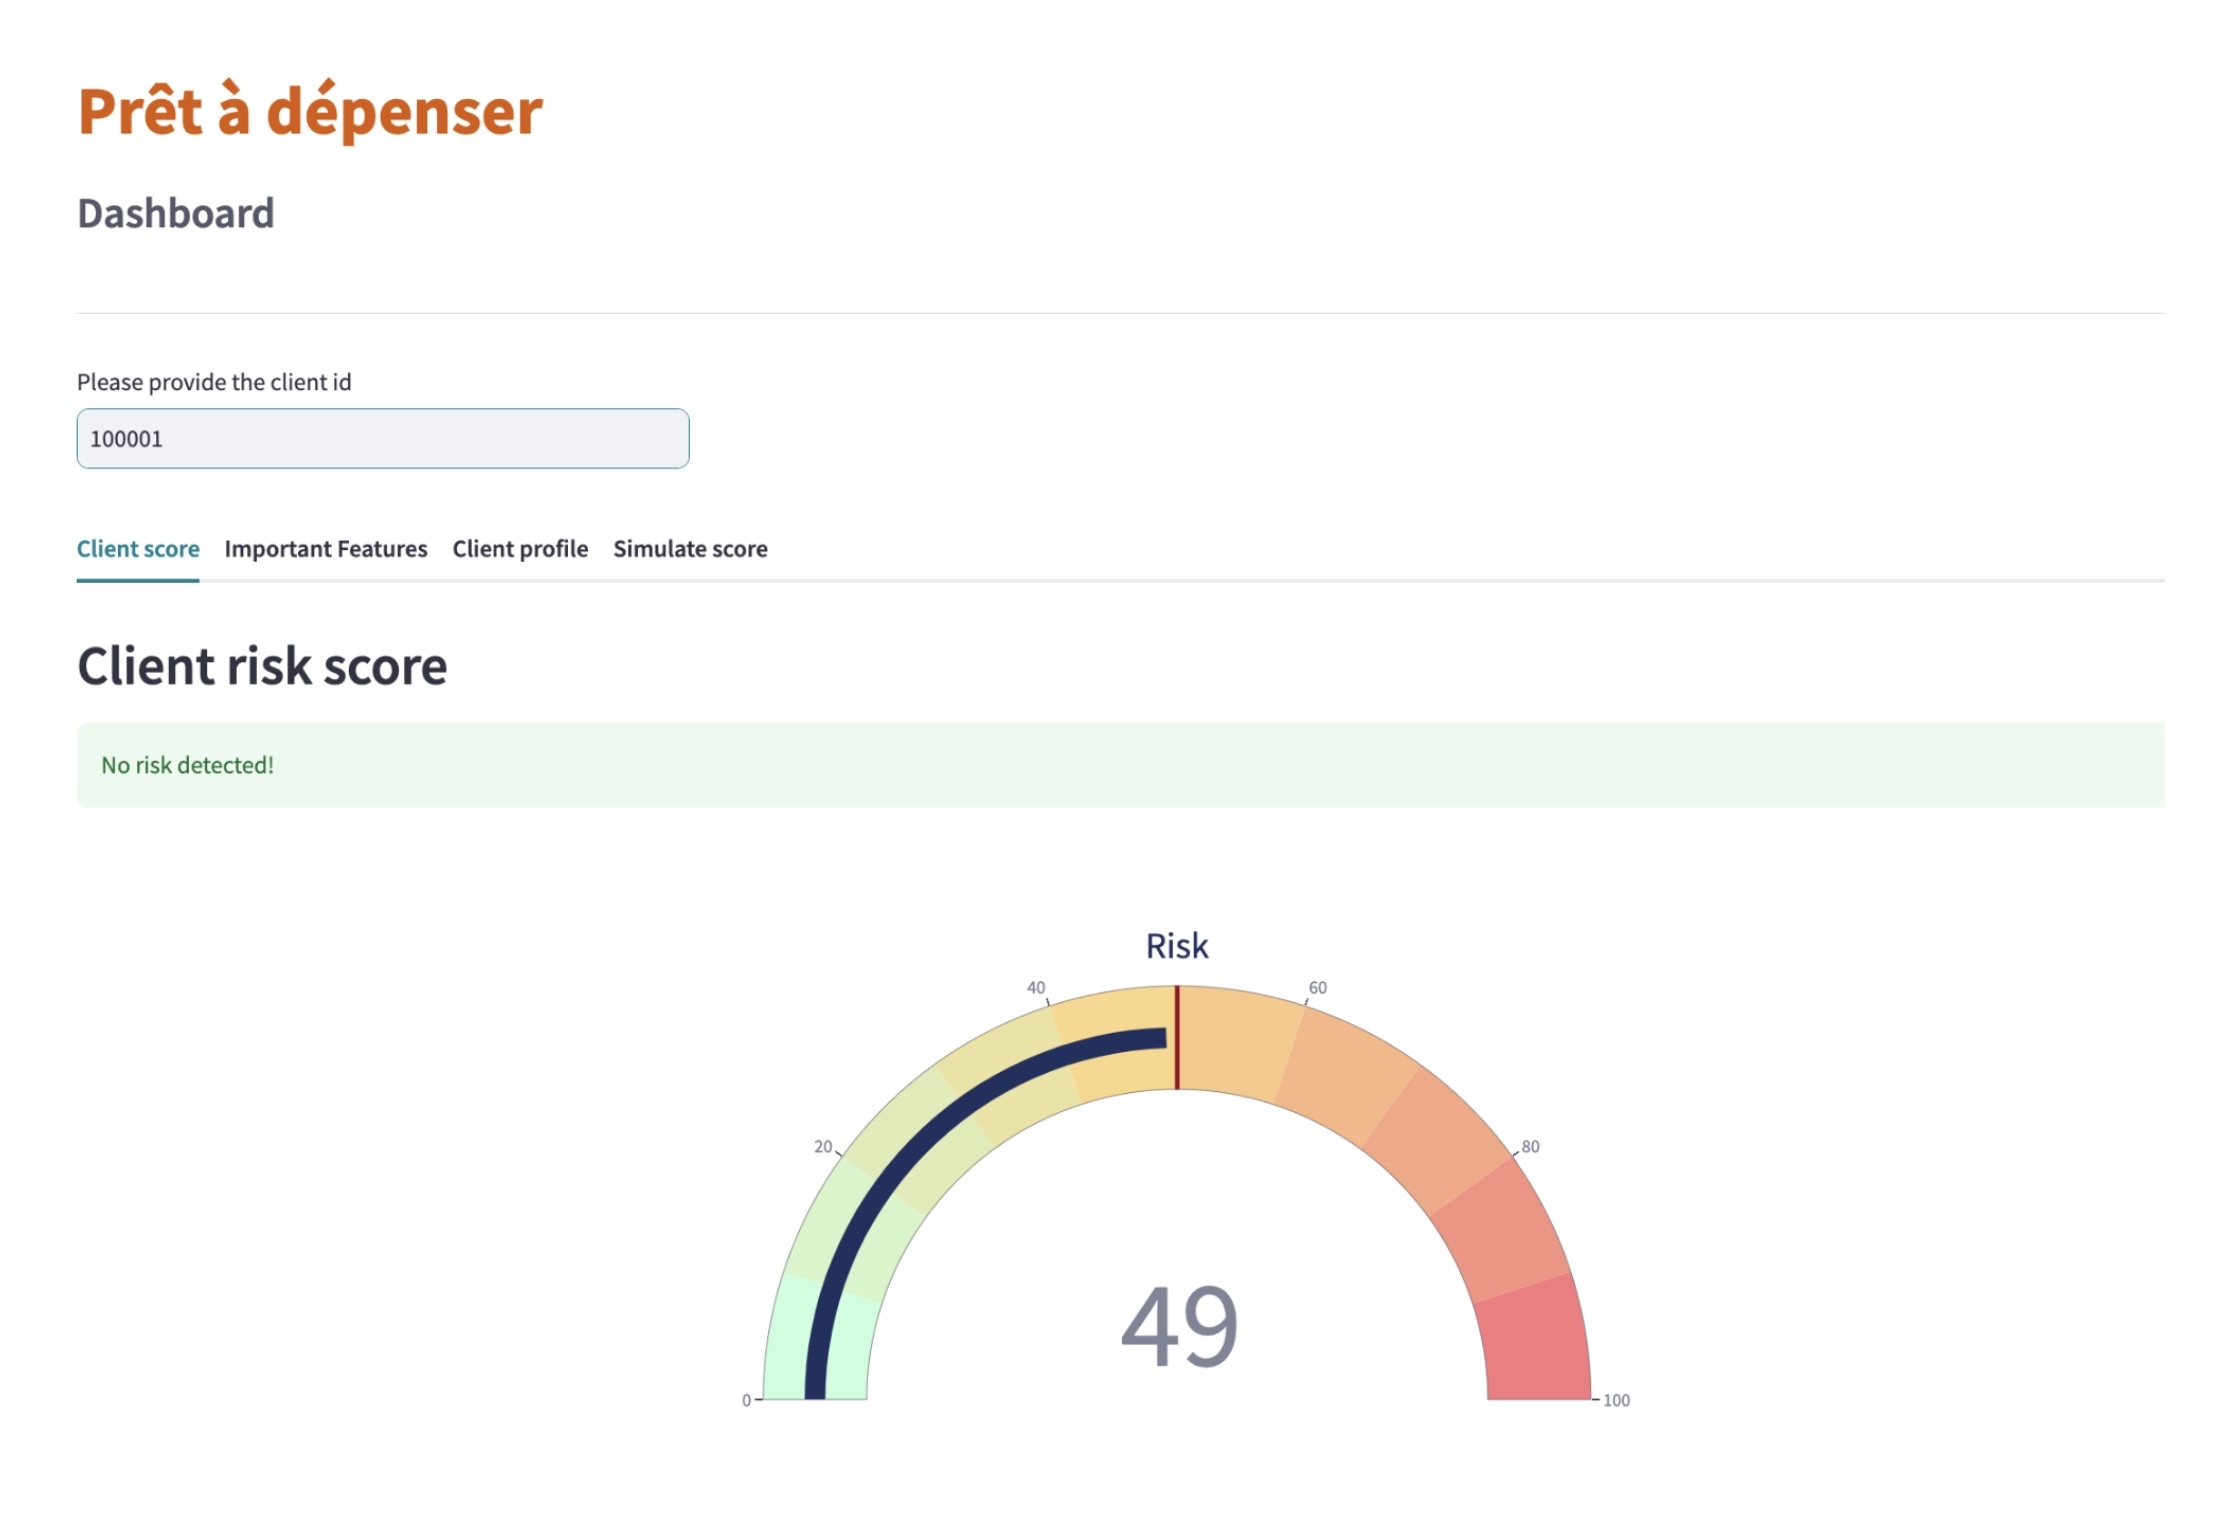 Prêt à dépenser
Dashboard
Please provide the client id
100001
Client score Important Features Client profile Simulate score
Client risk score
No risk detected!
Risk
40 60
20 80
49
0 100